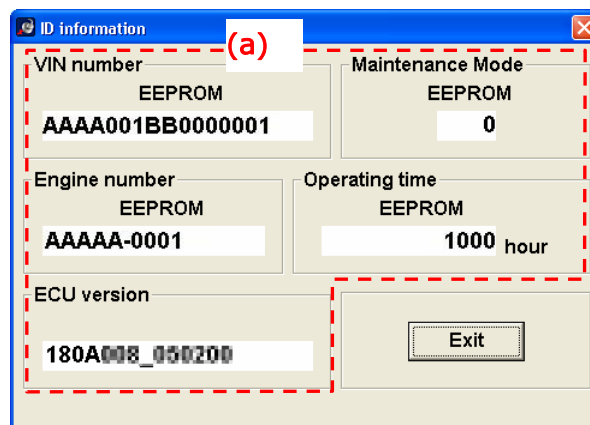 ID information
(a)
VIN number
EEPROM
AAAA001BB0000001
Maintenance Mode
EEPROM
0
Engine number
EEPROM
AAAAA-0001
Operating time
EEPROM
1000 hour
ECU version
180A008_050200
Exit